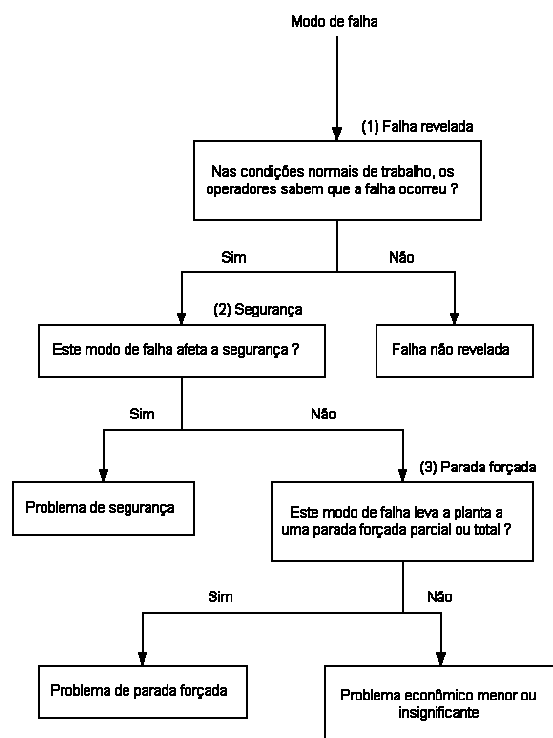 Modo de falha
(1) Falha revelada
Nas condições normais de trabalho, os
operadores sabem que a falha ocorreu ?
Sim
Não
(2) Segurança
Este modo de falha afeta a segurança ?
Falha não revelada
Sim
Não
(3) Parada forçada
Problema de segurança
Este modo de falha leva a planta a
uma parada forçada parcial ou total ?
Sim
Não
Problema de parada forçada
Problema econômico menor ou
insignificante